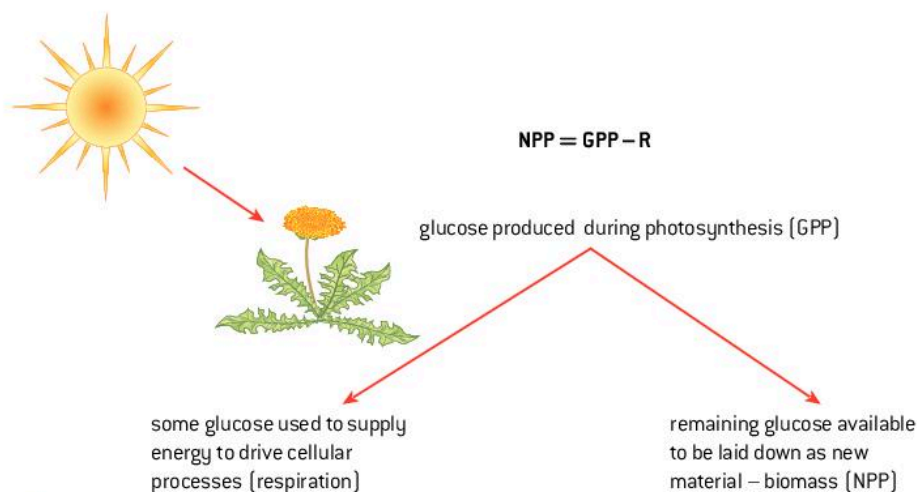 NPP = GPP – R
glucose produced during photosynthesis (GPP)
some glucose used to supply
energy to drive cellular
processes (respiration)
remaining glucose available
to be laid down as new
material – biomass (NPP)